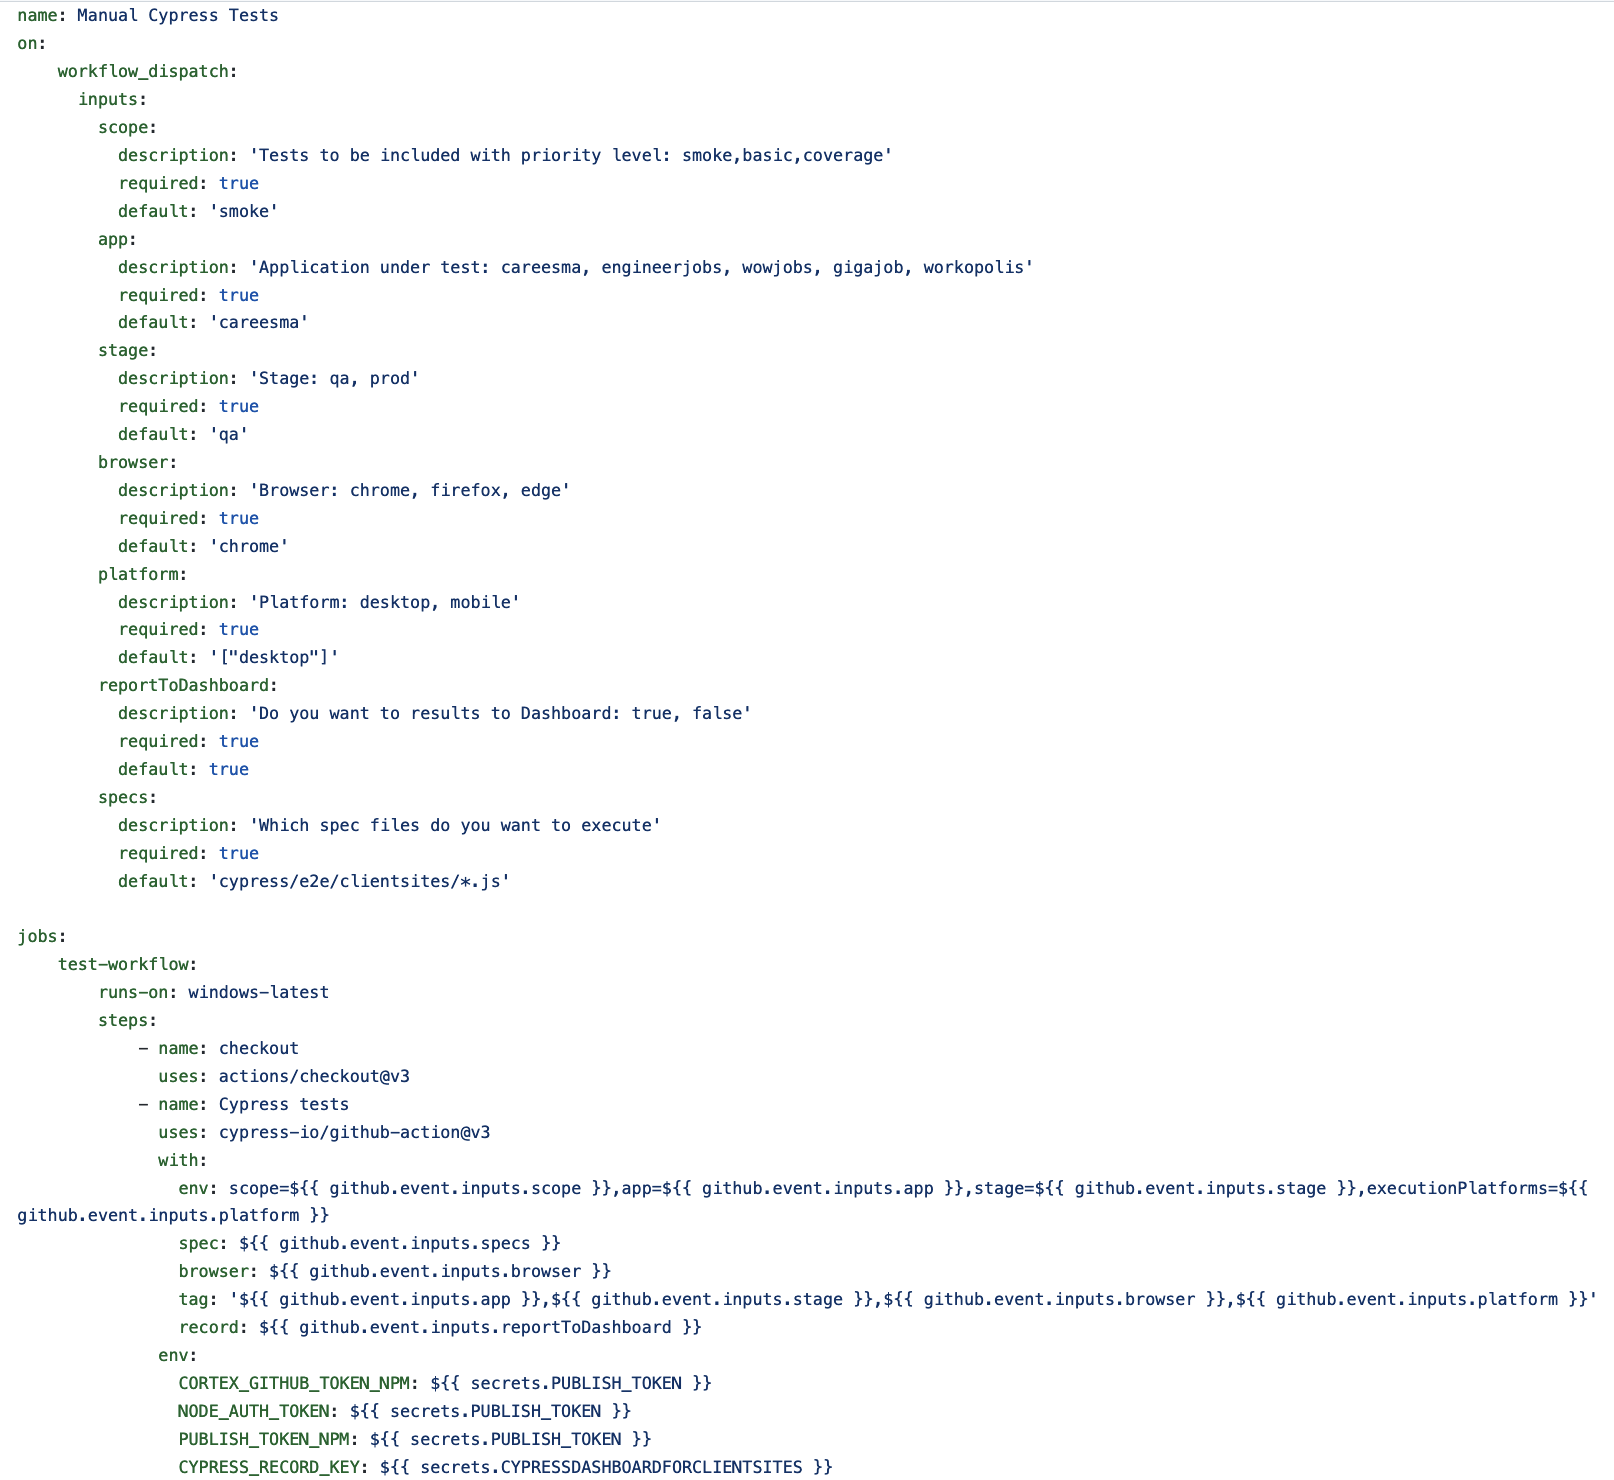 name: Manual Cypress Tests
on:
    workflow_dispatch:
      inputs:
        scope:
          description: 'Tests to be included with priority level: smoke,basic,coverage'
          required: true
          default: 'smoke'
        app:
          description: 'Application under test: careesma, engineerjobs, wowjobs, gigajob, workopolis'
          required: true
          default: 'careesma'
        stage:
          description: 'Stage: qa, prod'
          required: true
          default: 'qa'
        browser:
          description: 'Browser: chrome, firefox, edge'
          required: true
          default: 'chrome'
        platform:
          description: 'Platform: desktop, mobile'
          required: true
          default: '["desktop"]'
        reportToDashboard:
          description: 'Do you want to results to Dashboard: true, false'
          required: true
          default: true
        specs:
          description: 'Which spec files do you want to execute'
          required: true
          default: 'cypress/e2e/clientsites/*.js'

jobs:
    test-workflow:
        runs-on: windows-latest
        steps:
            - name: checkout
              uses: actions/checkout@v3
            - name: Cypress tests
              uses: cypress-io/github-action@v3
              with:
                env: scope=${{ github.event.inputs.scope }},app=${{ github.event.inputs.app }},stage=${{ github.event.inputs.stage }},executionPlatforms=${{
github.event.inputs.platform }}
                spec: ${{ github.event.inputs.specs }}
                browser: ${{ github.event.inputs.browser }}
                tag: '${{ github.event.inputs.app }},${{ github.event.inputs.stage }},${{ github.event.inputs.browser }},${{ github.event.inputs.platform }}'
                record: ${{ github.event.inputs.reportToDashboard }}
              env:
                CORTEX_GITHUB_TOKEN_NPM: ${{ secrets.PUBLISH_TOKEN }}
                NODE_AUTH_TOKEN: ${{ secrets.PUBLISH_TOKEN }}
                PUBLISH_TOKEN_NPM: ${{ secrets.PUBLISH_TOKEN }}
                CYPRESS_RECORD_KEY: ${{ secrets.CYPRESSDASHBOARDFORCLIENTSITES }}